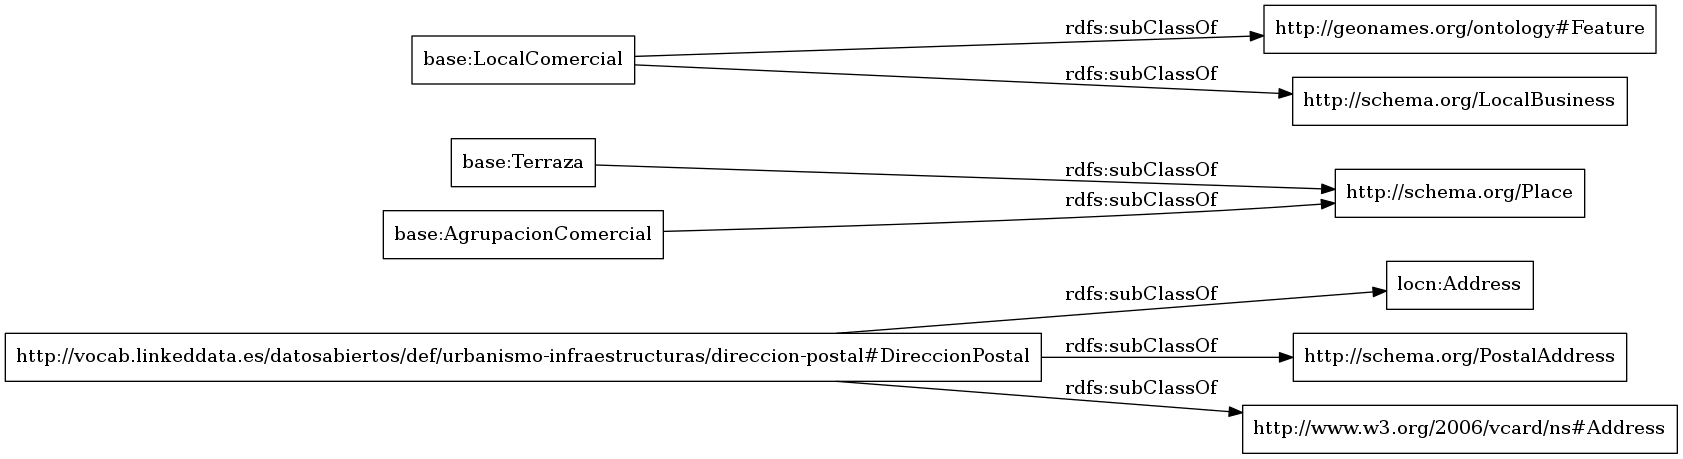 rdfs:subClassOf
http://geonames.org/ontology#Feature
base:LocalComercial
rdfs:subClassOf
http://schema.org/LocalBusiness
base:Terraza
rdfs:subClassOf
http://schema.org/Place
rdfs:subClassOf
base:AgrupacionComercial
rdfs:subClassOf
locn:Address
http://vocab.linkeddata.es/datosabiertos/def/urbanismo-infraestructuras/direccion-postal#DireccionPostal
rdfs:subClassOf
http://schema.org/PostalAddress
rdfs:subClassOf
http://www.w3.org/2006/vcard/ns#Address